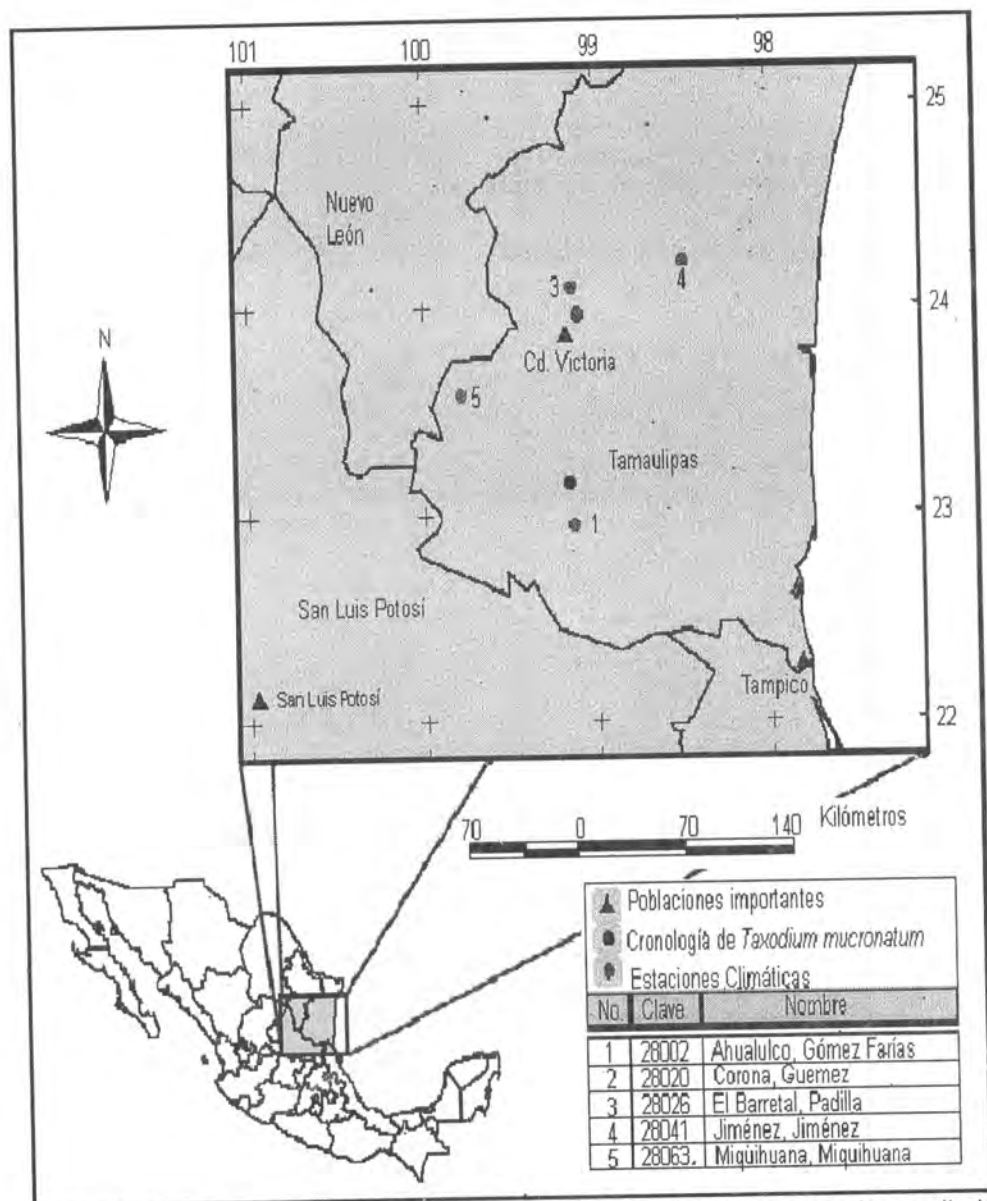 101 100 99 98
25
Nuevo
León
3
4
24
N
Cd. Victoria
5
Tamaulipas
23
1
San Luis Potosí
Tampico
San Luis Potosí
22
70 0 70 140 Kilómetros
Poblaciones importantes
Cronología de Taxodium mucronatum
Estaciones Climáticas
No. Clave Nombre
1 28002 Ahualulco, Gómez Farías
2 28020 Corona, Guemez
3 28026 El Barretal, Padilla
4 28041 Jiménez, Jiménez
5 28063. Miquihuana, Miquihuana